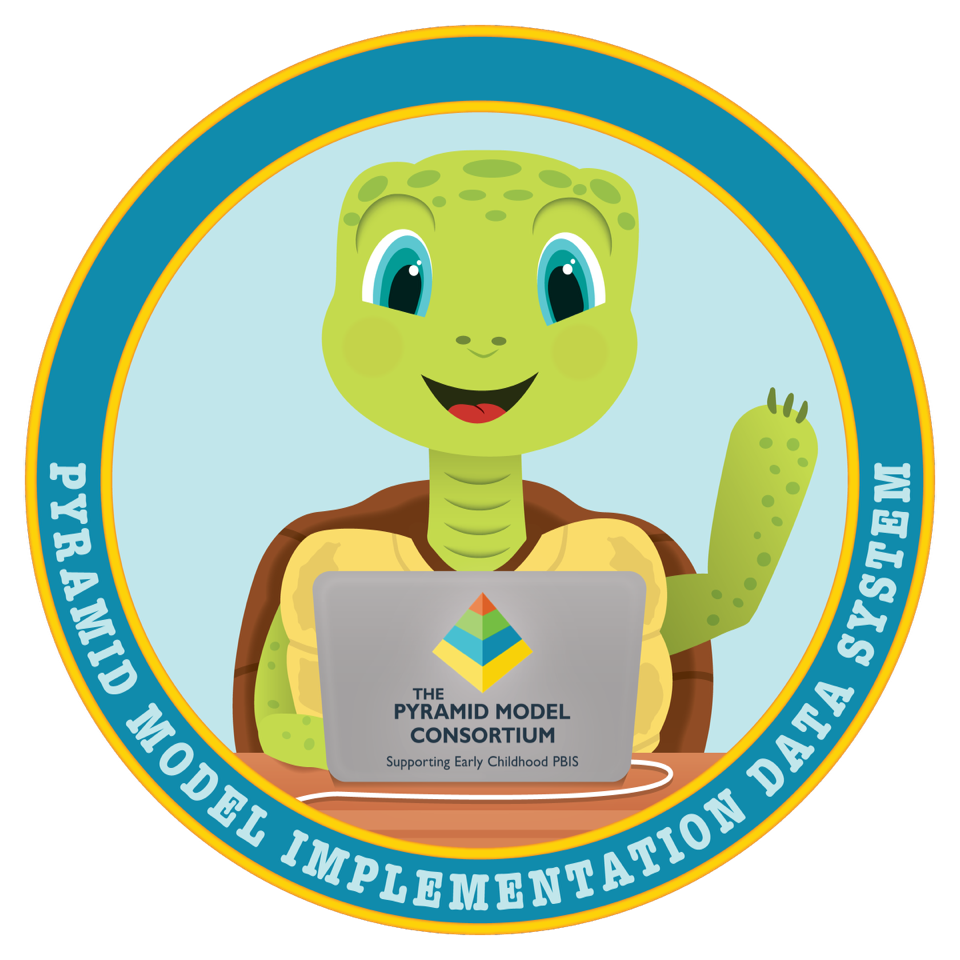 THE
PYRAMID MODEL
CONSORTIUM
Supporting Early Childhood PBIS
PYRAMID MODEL IMPLEMENTATION DATA SYSTEM